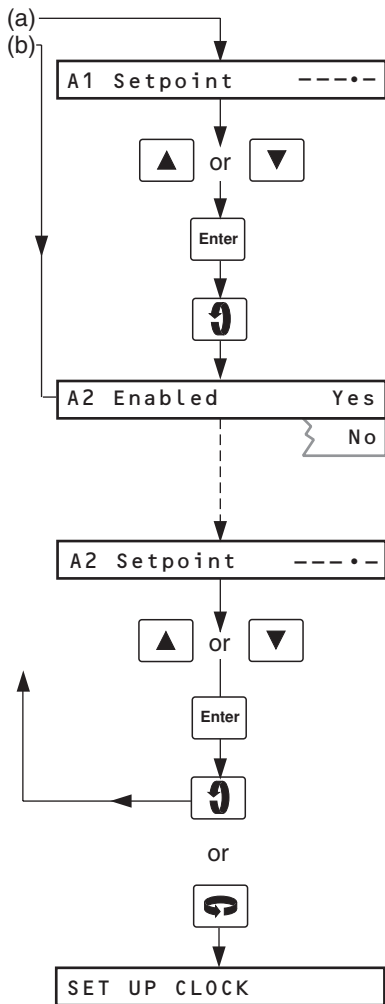 (a)
(b)
A1 Setpoint ---•-
▲ or ▼
Enter
A2 Enabled Yes
No
A2 Setpoint ---•-
▲ or ▼
Enter
or
SET UP CLOCK